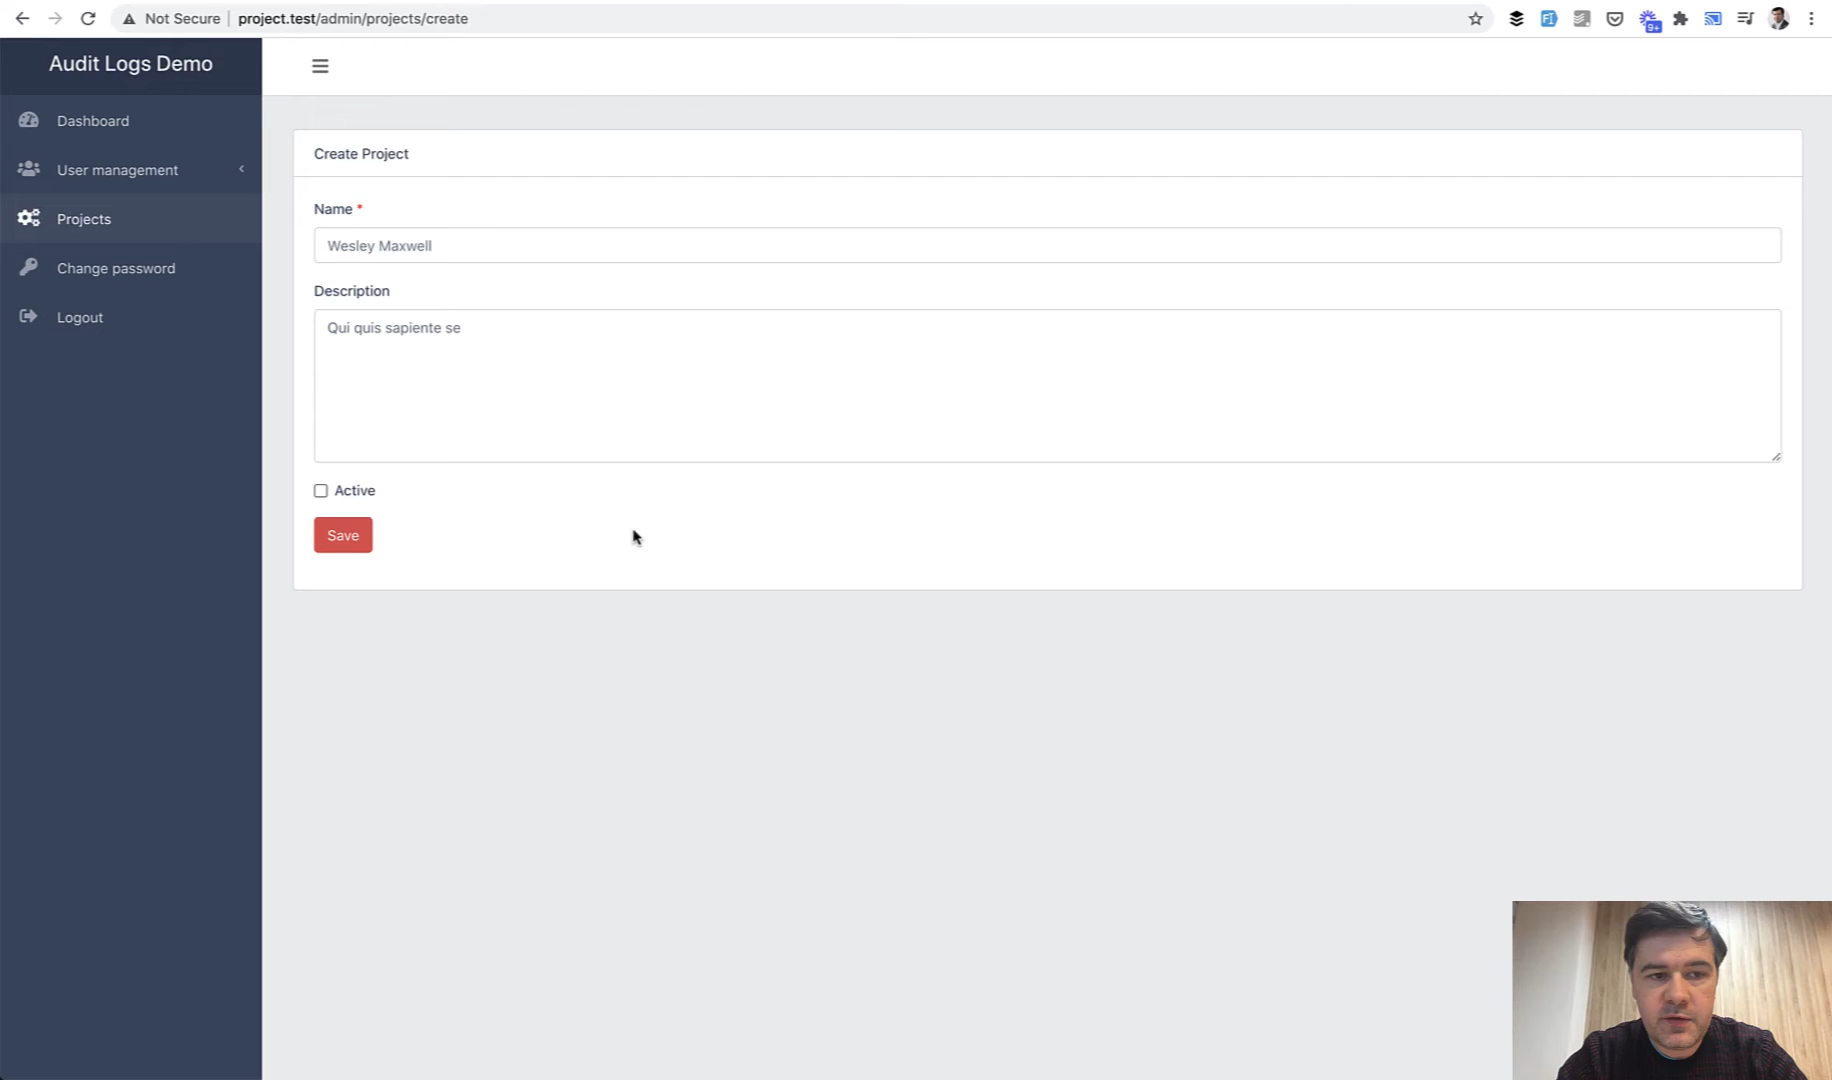 Not Secure
project.test/admin/projects/create
9+
Audit Logs Demo
Dashboard
User management
Projects
Change password
Logout
Create Project
Name *
Wesley Maxwell
Description
Qui quis sapiente se
Active
Save